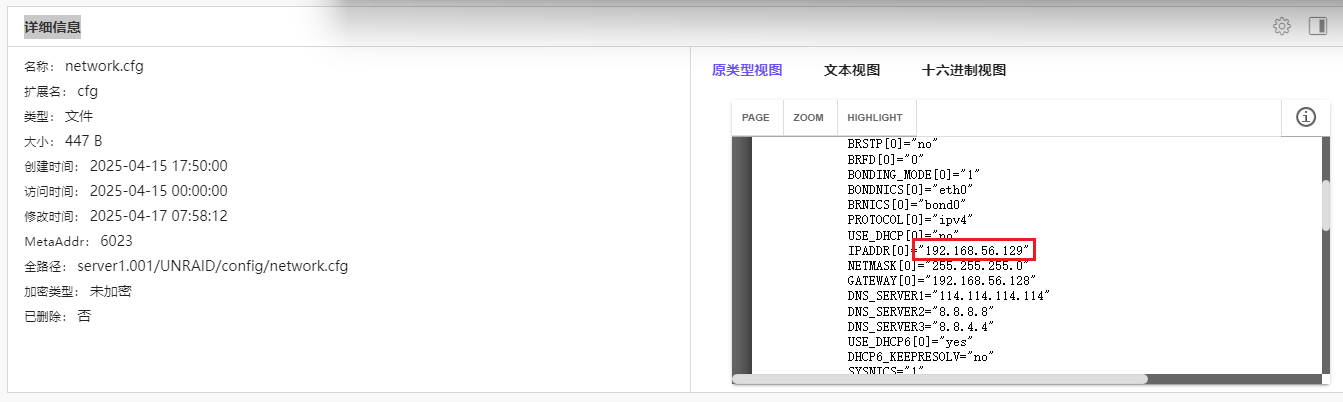 详细信息
名称： network.cfg
扩展名： cfg
类型： 文件
大小： 447 B
创建时间： 2025-04-15 17:50:00
访问时间： 2025-04-15 00:00:00
修改时间： 2025-04-17 07:58:12
MetaAddr： 6023
全路径： server1.001/UNRAID/config/network.cfg
加密类型： 未加密
已删除： 否
原类型视图 文本视图 十六进制视图
PAGE ZOOM HIGHLIGHT
BRSTP[0]="no"
BRFD[0]="0"
BONDING_MODE[0]="1"
BONDNICS[0]="eth0"
BRNICS[0]="bond0"
PROTOCOL[0]="ipv4"
USE_DHCP[0]="no"
IPADDR[0]="192.168.56.129"
NETMASK[0]="255.255.255.0"
GATEWAY[0]="192.168.56.128"
DNS_SERVER1="114.114.114.114"
DNS_SERVER2="8.8.8.8"
DNS_SERVER3="8.8.4.4"
USE_DHCP6[0]="yes"
DHCP6_KEEPRESOLV="no"
SYSNICS="1"